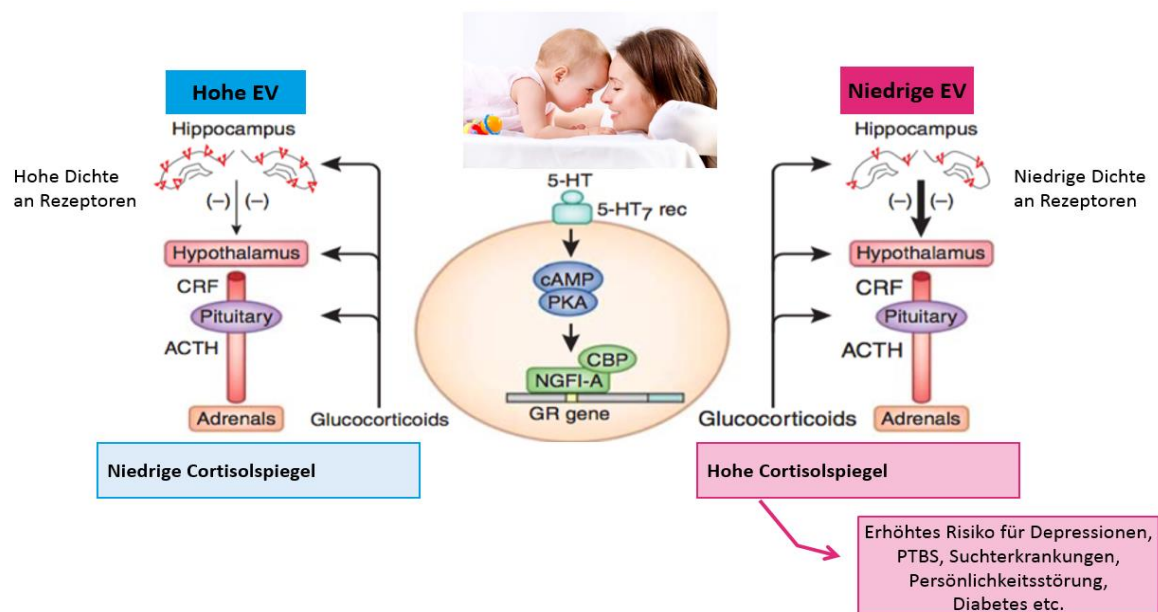 Hohe EV
Hippocampus
Hohe Dichte
an Rezeptoren
(–) (–)
Hypothalamus
CRF
Pituitary
ACTH
Adrenals
Glucocorticoids
Niedrige Cortisolspiegel
5-HT
5-HT7 rec
cAMP
PKA
CBP
NGFI-A
GR gene
Niedrige EV
Hippocampus
Niedrige Dichte
an Rezeptoren
(–) (–)
Hypothalamus
CRF
Pituitary
ACTH
Adrenals
Glucocorticoids
Hohe Cortisolspiegel
Erhöhtes Risiko für Depressionen,
PTBS, Suchterkrankungen,
Persönlichkeitsstörung,
Diabetes etc.